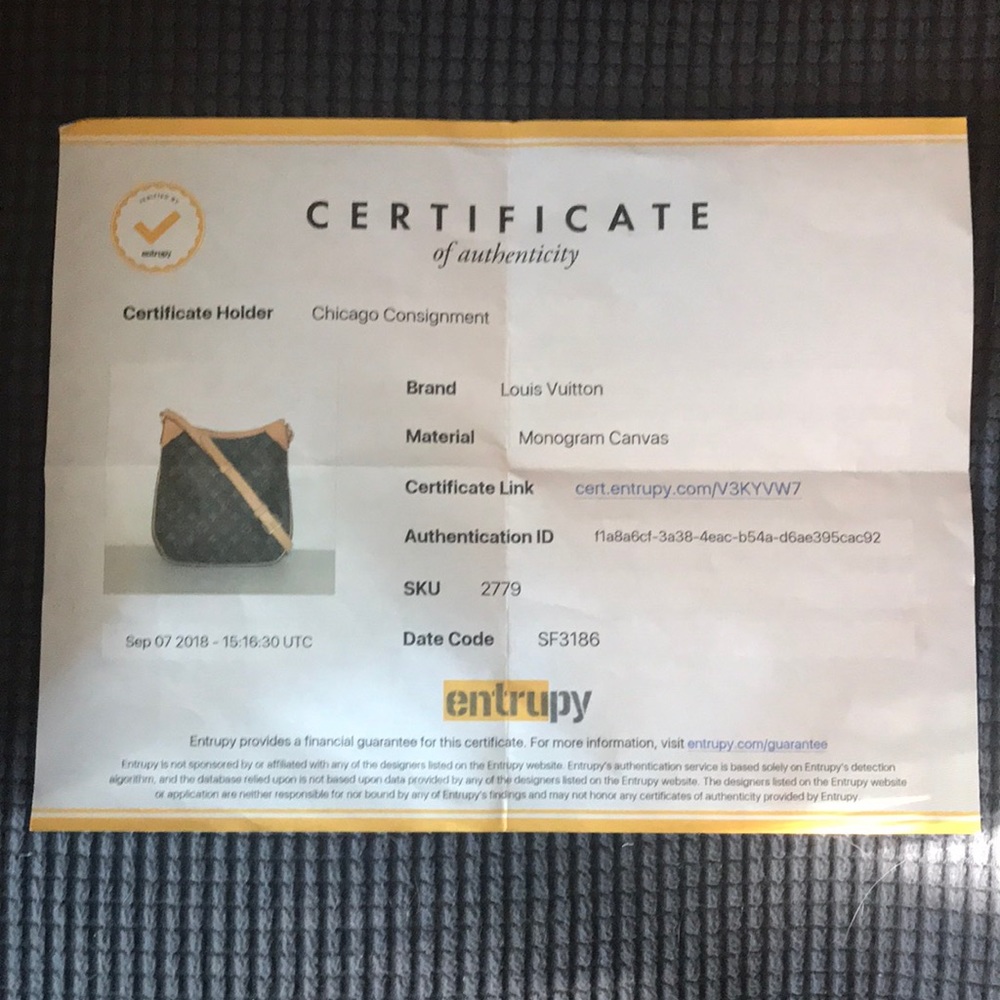 VERIFIED BY
entrupy
CERTIFICATE
of authenticity
Certificate Holder Chicago Consignment
Brand Louis Vuitton
Material Monogram Canvas
Certificate Link cert.entrupy.com/V3KYVW7
Authentication ID f1a8a6cf-3a38-4eac-b54a-d6ae395cac92
SKU 2779
Sep 07 2018 - 15:16:30 UTC
Date Code SF3186
entrupy
Entrupy provides a financial guarantee for this certificate. For more information, visit entrupy.com/guarantee
Entrupy is not sponsored by or affiliated with any of the designers listed on the Entrupy website. Entrupy's authentication service is based solely on Entrupy's detection
algorithm, and the database relied upon is not based upon data provided by any of the designers listed on the Entrupy website. The designers listed on the Entrupy website
or application are neither responsible for nor bound by any of Entrupy's findings and may not honor any certificates of authenticity provided by Entrupy.